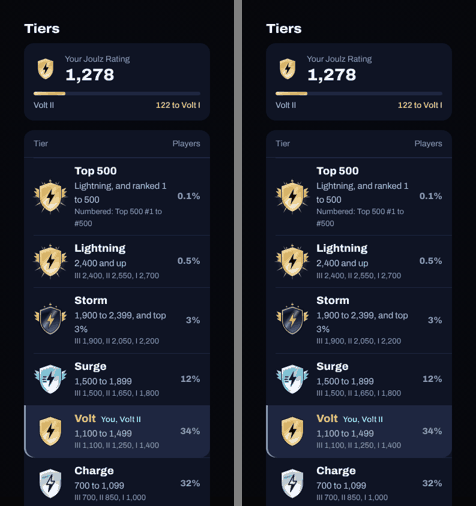 Tiers
Your Joulz Rating
1,278
Volt II
122 to Volt I
Tier
Players
Top 500
Lightning, and ranked 1
to 500
Numbered: Top 500 #1 to
#500
0.1%
Lightning
2,400 and up
III 2,400, II 2,550, I 2,700
0.5%
Storm
1,900 to 2,399, and top
3%
III 1,900, II 2,050, I 2,200
3%
Surge
1,500 to 1,899
III 1,500, II 1,650, I 1,800
12%
Volt You, Volt II
1,100 to 1,499
III 1,100, II 1,250, I 1,400
34%
Charge
700 to 1,099
III 700, II 850, I 1,000
32%
Tiers
Your Joulz Rating
1,278
Volt II
122 to Volt I
Tier
Players
Top 500
Lightning, and ranked 1
to 500
Numbered: Top 500 #1 to
#500
0.1%
Lightning
2,400 and up
III 2,400, II 2,550, I 2,700
0.5%
Storm
1,900 to 2,399, and top
3%
III 1,900, II 2,050, I 2,200
3%
Surge
1,500 to 1,899
III 1,500, II 1,650, I 1,800
12%
Volt You, Volt II
1,100 to 1,499
III 1,100, II 1,250, I 1,400
34%
Charge
700 to 1,099
III 700, II 850, I 1,000
32%